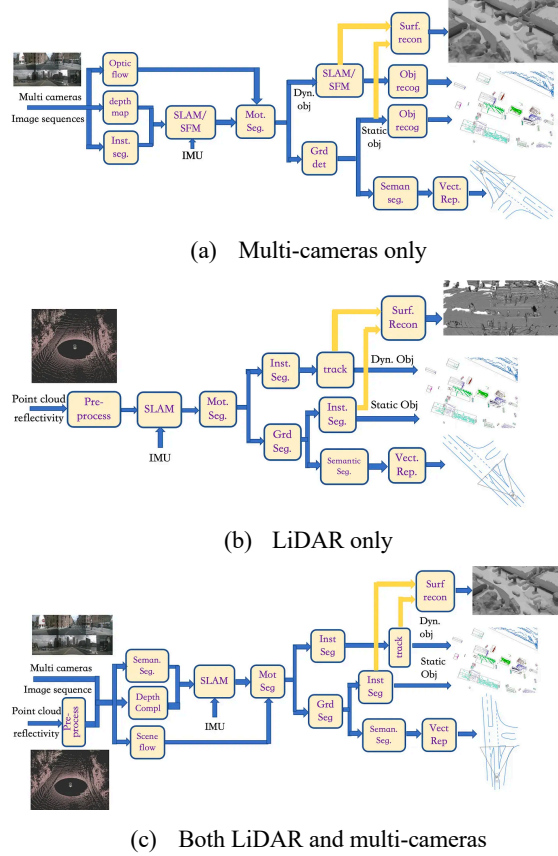 Optic
flow
Multi cameras
Image sequences
depth
map
Inst.
seg.
SLAM/
SFM
IMU
Mot.
Seg.
Dyn.
obj
SLAM/
SFM
Surf.
recon
Obj
recog
Static
obj
Obj
recog
Grd
det
Seman
seg.
Vect.
Rep.
(a) Multi-cameras only
Point cloud
reflectivity
Pre-
process
SLAM
IMU
Mot.
Seg.
Inst.
Seg.
track
Surf.
Recon
Dyn. Obj
Grd
Seg.
Inst.
Seg.
Static Obj
Semantic
Seg.
Vect.
Rep.
(b) LiDAR only
Multi cameras
Image sequence
Point cloud
reflectivity
Pre-
process
Seman.
Seg.
Depth
Compl
Scene
flow
SLAM
IMU
Mot
Seg
Inst
Seg
track
Surf
recon
Dyn.
obj
Static
Obj
Grd
Seg
Inst
Seg
Seman.
Seg.
Vect
Rep
(c) Both LiDAR and multi-cameras